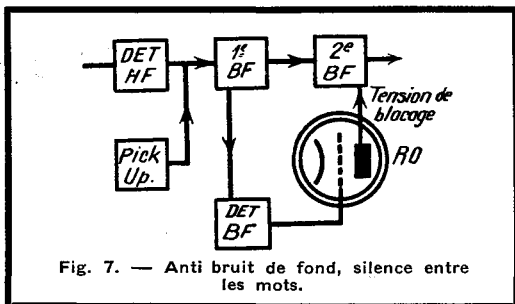 DET
HF
1e
BF
2e
BF
Tension de
blocage
Pick
Up.
RO
DET
BF
Fig. 7. — Anti bruit de fond, silence entre
les mots.